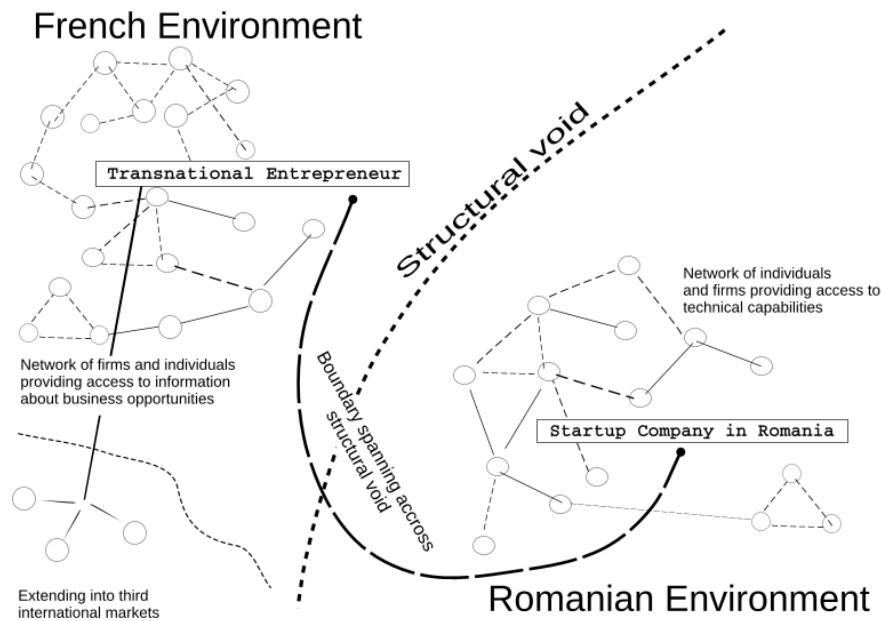 French Environment
Transnational Entrepreneur
Structural void
Network of individuals
and firms providing access to
technical capabilities
Network of firms and individuals
providing access to information
about business opportunities
Boundary spanning accross
structural void
Startup Company in Romania
Extending into third
international markets
Romanian Environment